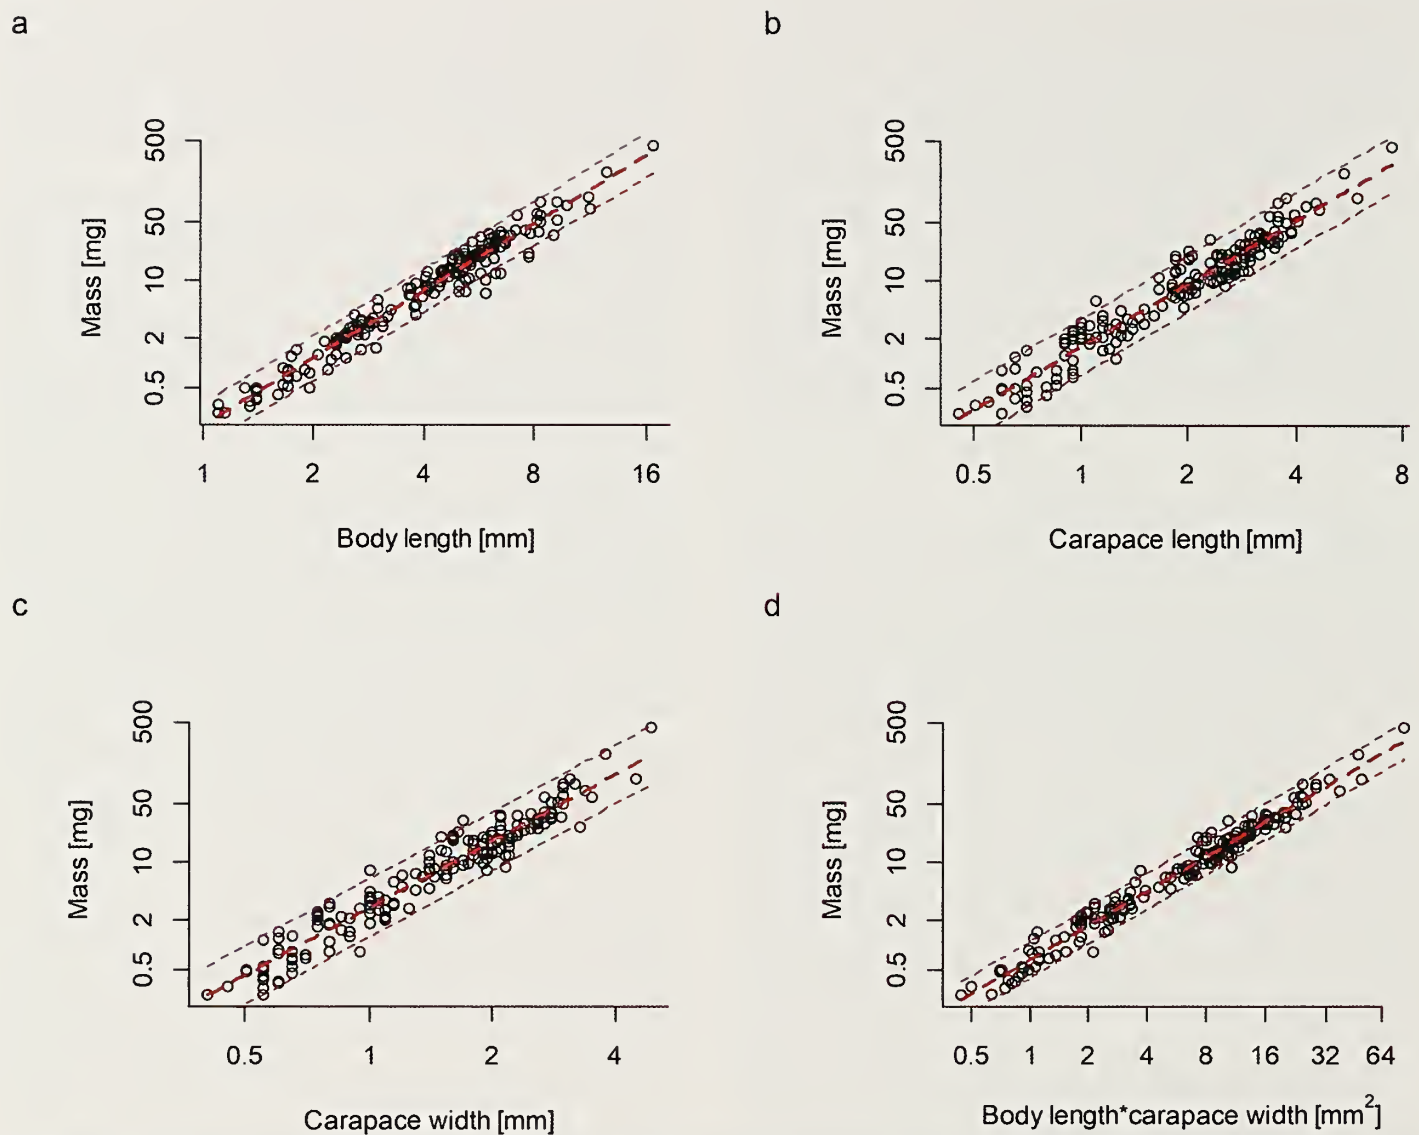 a
500
50
10
2
0.5
Mass [mg]
1 2 4 8 16
Body length [mm]
b
500
50
10
2
0.5
Mass [mg]
0.5 1 2 4 8
Carapace length [mm]
c
500
50
10
2
0.5
Mass [mg]
0.5 1 2 4
Carapace width [mm]
d
500
50
10
2
0.5
Mass [mg]
0.5 1 2 4 8 16 32 64
Body length*carapace width [mm²]